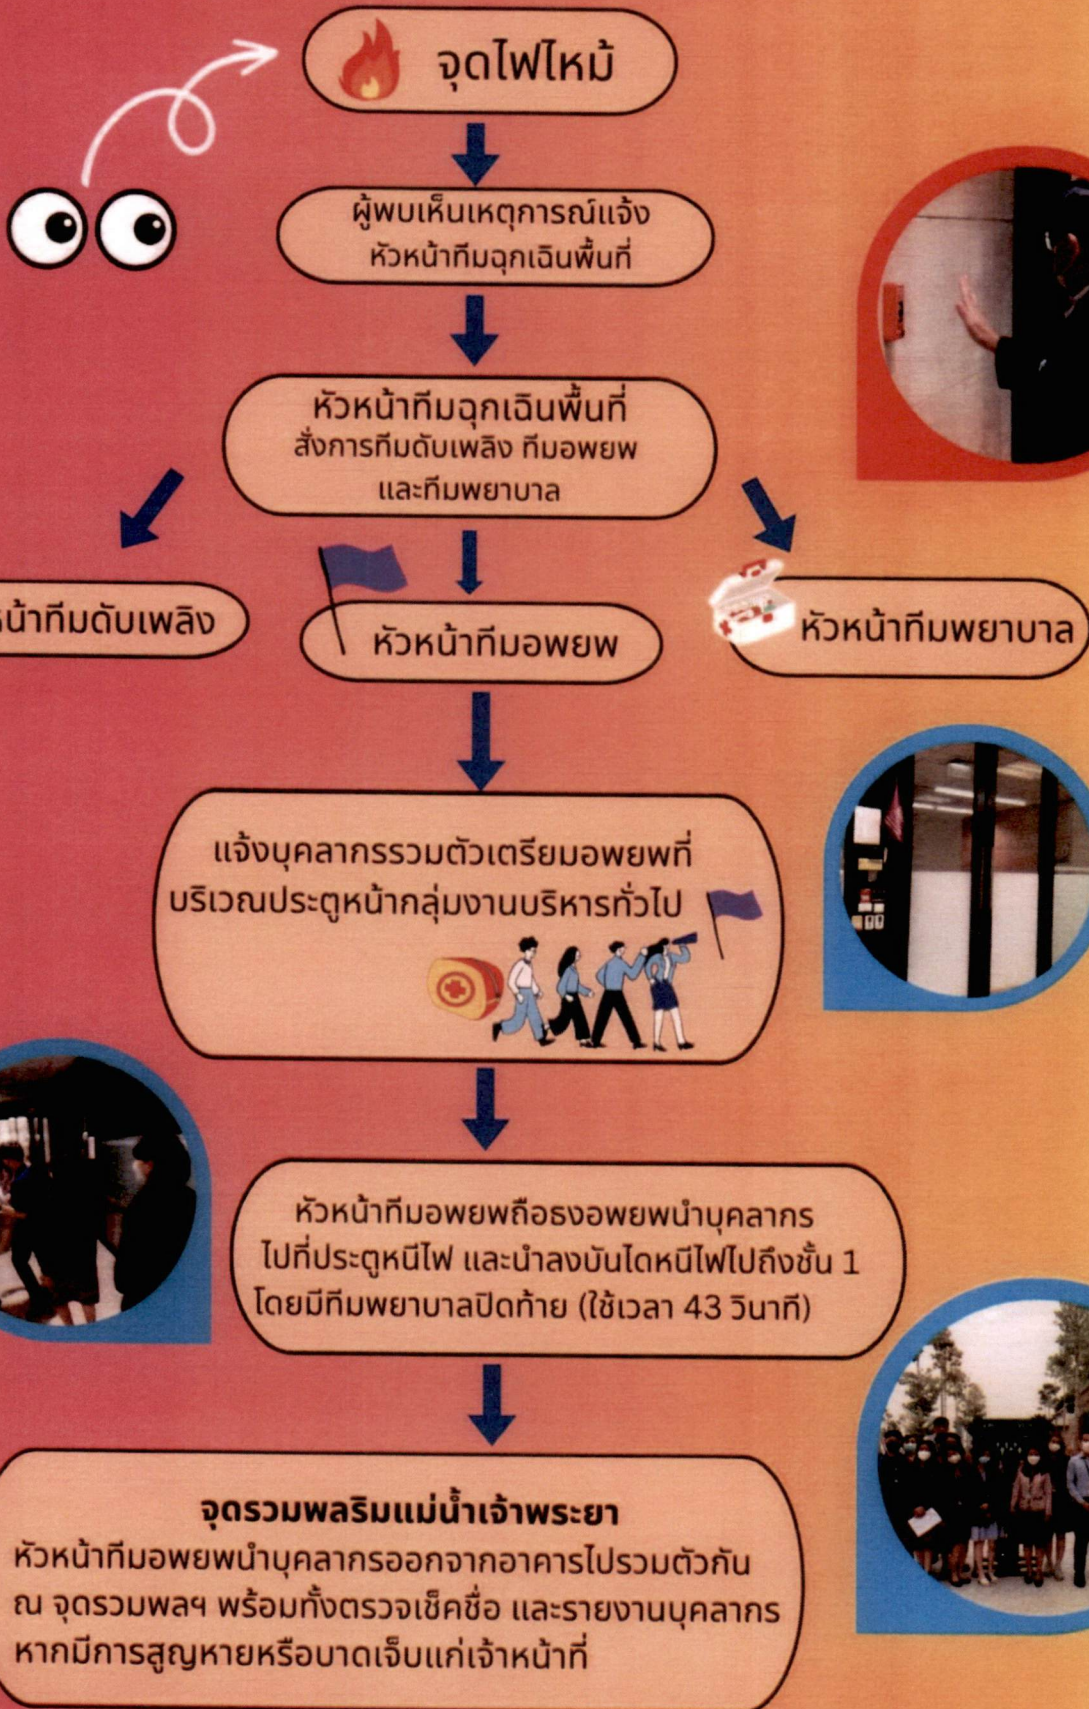 จุดไฟไหม้
ผู้พบเห็นเหตุการณ์แจ้ง
หัวหน้าทีมฉุกเฉินพื้นที่
หัวหน้าทีมฉุกเฉินพื้นที่
สั่งการทีมดับเพลิง ทีมอพยพ
และทีมพยาบาล
หน้าทีมดับเพลิง
หัวหน้าทีมอพยพ
หัวหน้าทีมพยาบาล
แจ้งบุคลากรรวมตัวเตรียมอพยพที่
บริเวณประตูหน้ากลุ่มงานบริหารทั่วไป
หัวหน้าทีมอพยพถือธงอพยพนำบุคลากร
ไปที่ประตูหนีไฟ และนำลงบันไดหนีไฟไปถึงชั้น 1
โดยมีทีมพยาบาลปิดท้าย (ใช้เวลา 43 วินาที)
จุดรวมพลริมแม่น้ำเจ้าพระยา
หัวหน้าทีมอพยพนำบุคลากรออกจากอาคารไปรวมตัวกัน
ณ จุดรวมพลฯ พร้อมทั้งตรวจเช็คชื่อ และรายงานบุคลากร
หากมีการสูญหายหรือบาดเจ็บแก่เจ้าหน้าที่